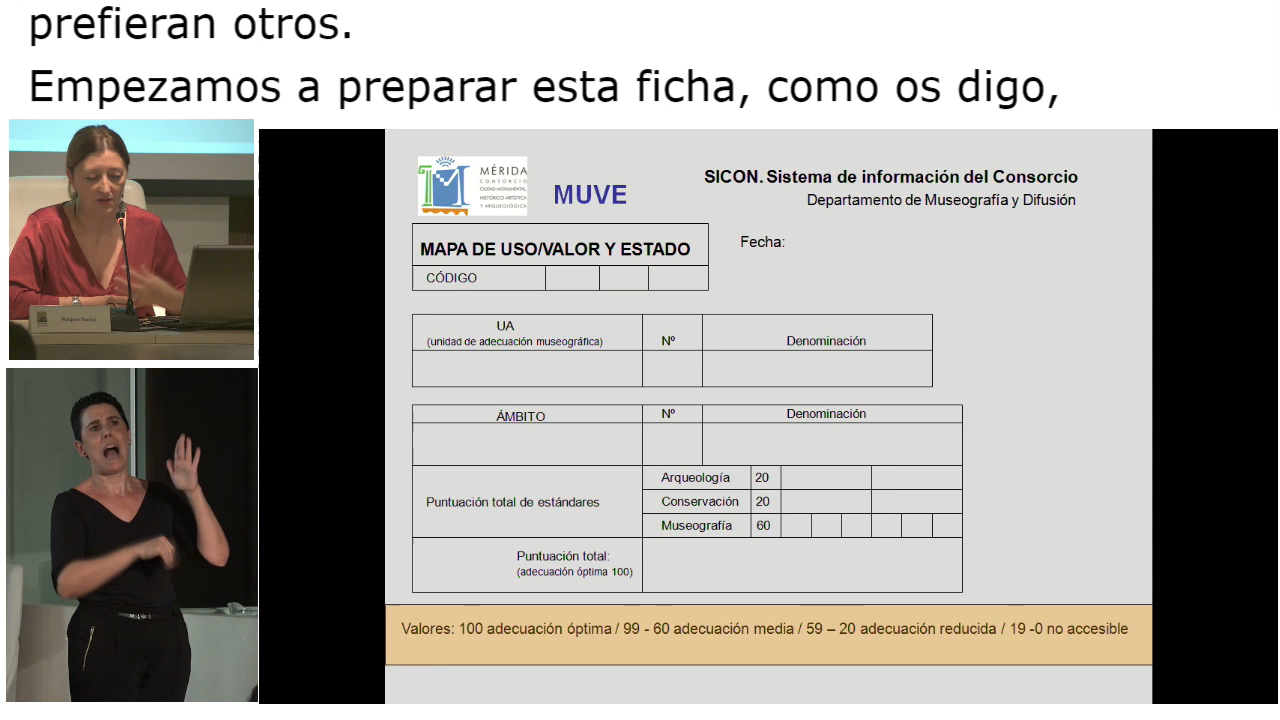 prefieran otros.
Empezamos a preparar esta ficha, como os digo,
MÉRIDA
CONSORCIO
CIUDAD MONUMENTAL,
HISTÓRICO-ARTÍSTICA
Y ARQUEOLÓGICA
MUVE
SICON. Sistema de información del Consorcio
Departamento de Museografía y Difusión
MAPA DE USO/VALOR Y ESTADO
Fecha:
CÓDIGO
UA
(unidad de adecuación museográfica)
Nº
Denominación
ÁMBITO
Nº
Denominación
Puntuación total de estándares
Arqueología 20
Conservación 20
Museografía 60
Puntuación total:
(adecuación óptima 100)
Valores: 100 adecuación óptima / 99 - 60 adecuación media / 59 – 20 adecuación reducida / 19 -0 no accesible